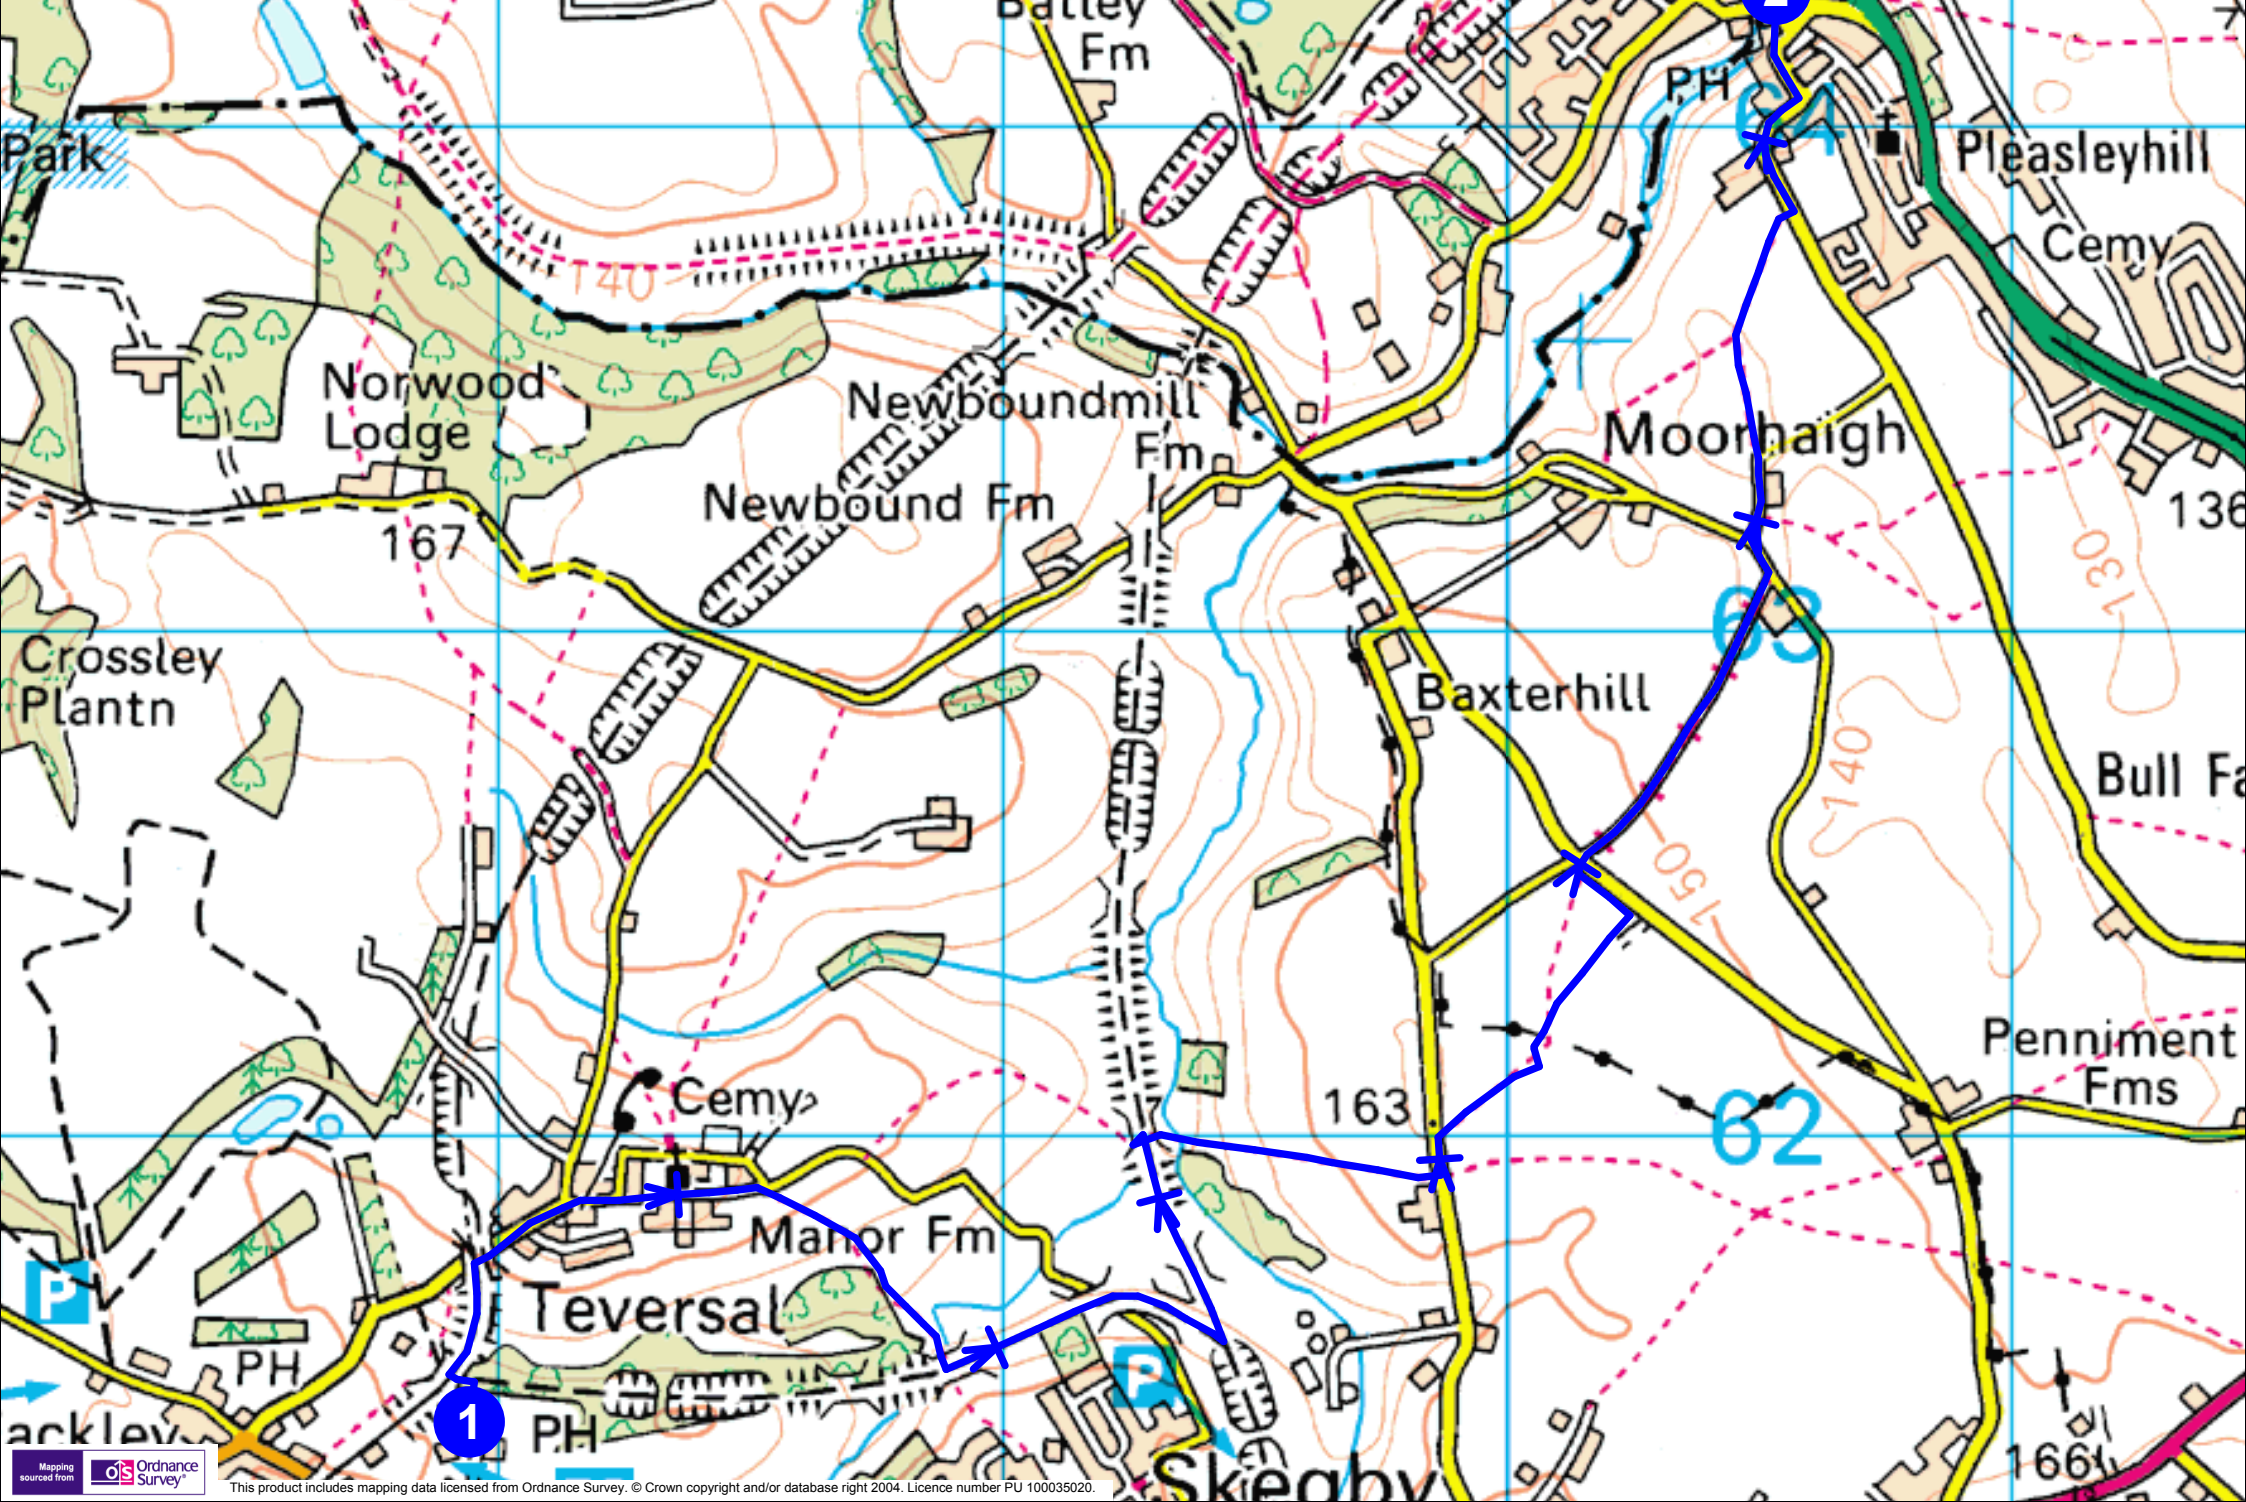 Batley
Fm
PH
64
Park
Pleasleyhill
Cemy
140
Norwood
Lodge
Newboundmill
Fm
Moorhaigh
Newbound Fm
167
136
130
63
Crossley
Plantn
Baxterhill
140
Bull Fa
150
Penniment
Fms
Cemy
163
62
Manor Fm
P
Teversal
PH
P
1
PH
ackley
Skegby
166
Mapping
sourced from
OS
Ordnance
Survey®
This product includes mapping data licensed from Ordnance Survey. © Crown copyright and/or database right 2004. Licence number PU 100035020.